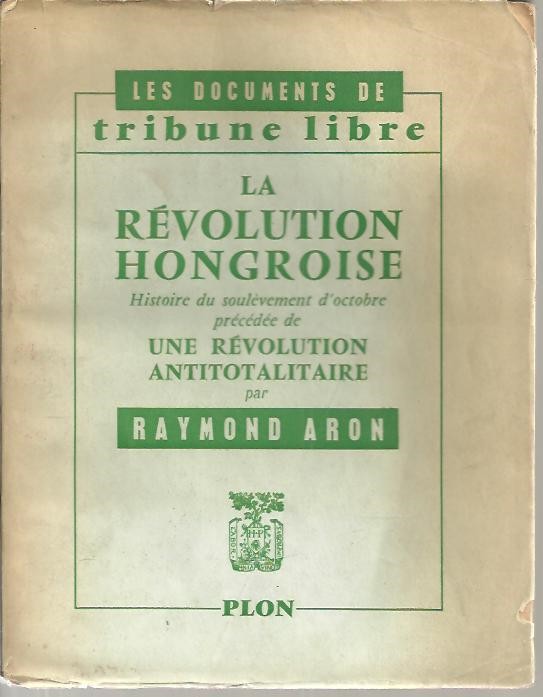 LES DOCUMENTS DE
tribune libre
LA
RÉVOLUTION
HONGROISE
Histoire du soulèvement d'octobre
précédée de
UNE RÉVOLUTION
ANTITOTALITAIRE
par
RAYMOND ARON
H·P
LABOR
PLON